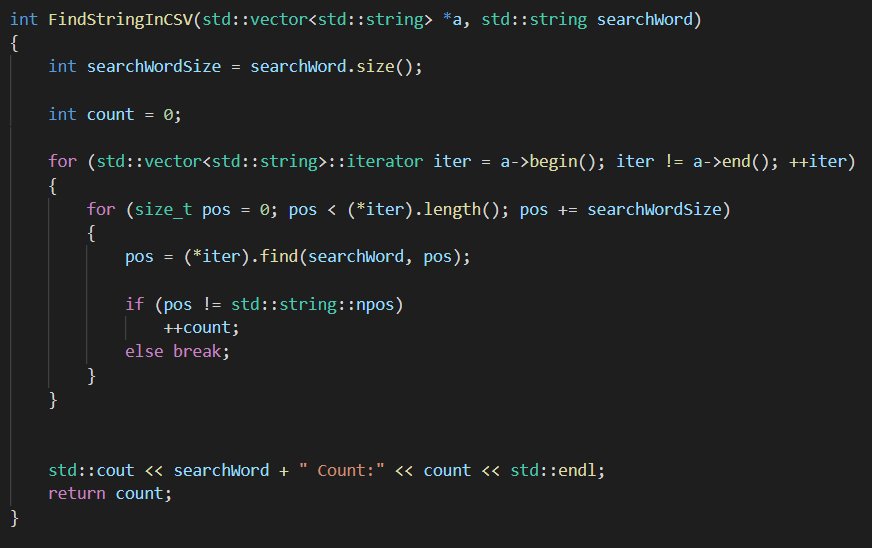 int FindStringInCSV(std::vector<std::string> *a, std::string searchWord)
{
    int searchWordSize = searchWord.size();

    int count = 0;

    for (std::vector<std::string>::iterator iter = a->begin(); iter != a->end(); ++iter)
    {
        for (size_t pos = 0; pos < (*iter).length(); pos += searchWordSize)
        {
            pos = (*iter).find(searchWord, pos);

            if (pos != std::string::npos)
                ++count;
            else break;
        }
    }


    std::cout << searchWord + " Count:" << count << std::endl;
    return count;
}